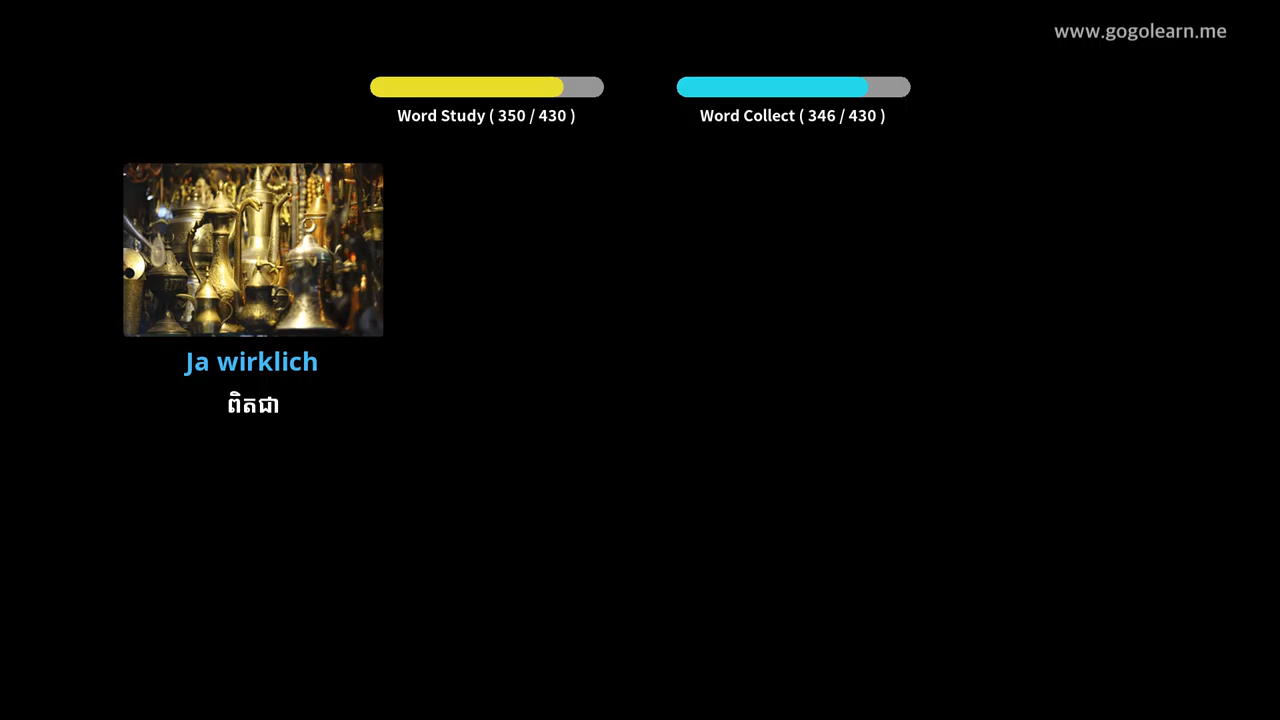 www.gogolearn.me
Word Study ( 350 / 430 )
Word Collect ( 346 / 430 )
Ja wirklich
ពិតជា